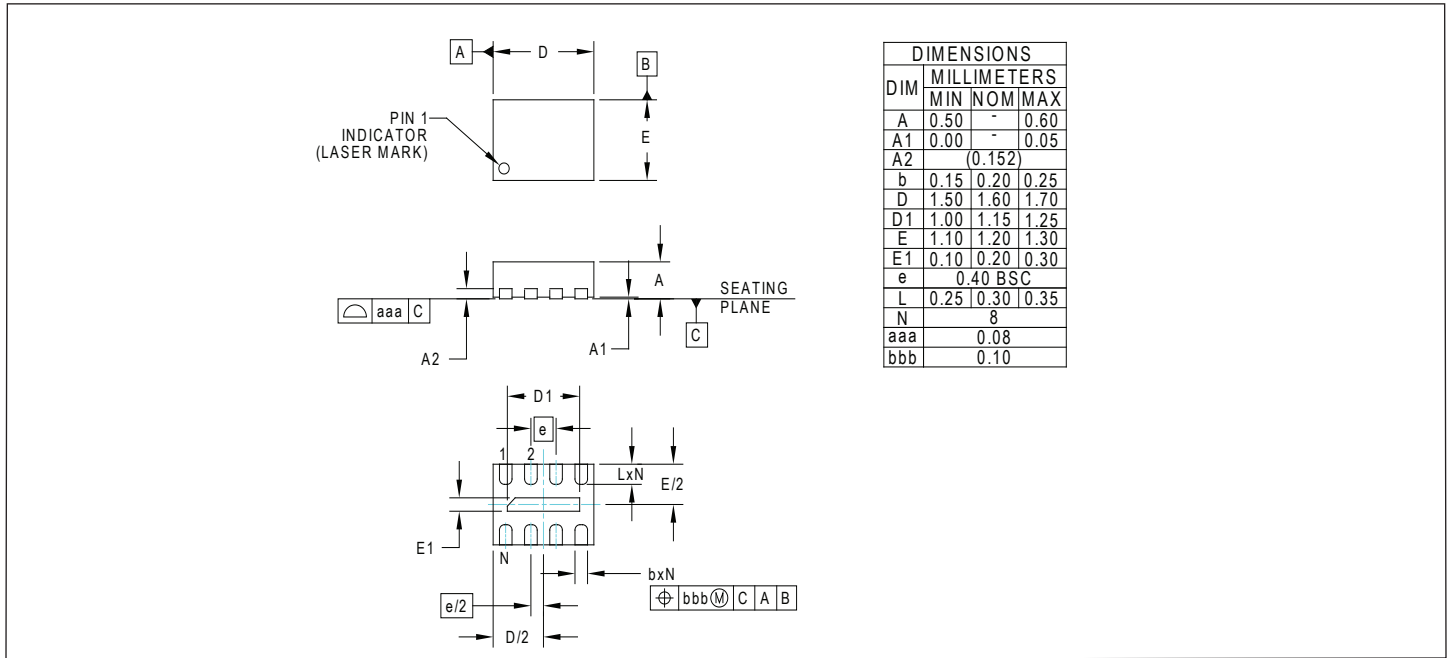 A
D
B
PIN 1
INDICATOR
(LASER MARK)
E
A
SEATING
PLANE
aaa C
C
A2
A1
D1
e
1 2
LxN
E/2
E1
N
bxN
bbb Ⓜ C A B
e/2
D/2
DIMENSIONS
DIM MILLIMETERS
MIN NOM MAX
A 0.50 - 0.60
A1 0.00 - 0.05
A2 (0.152)
b 0.15 0.20 0.25
D 1.50 1.60 1.70
D1 1.00 1.15 1.25
E 1.10 1.20 1.30
E1 0.10 0.20 0.30
e 0.40 BSC
L 0.25 0.30 0.35
N 8
aaa 0.08
bbb 0.10